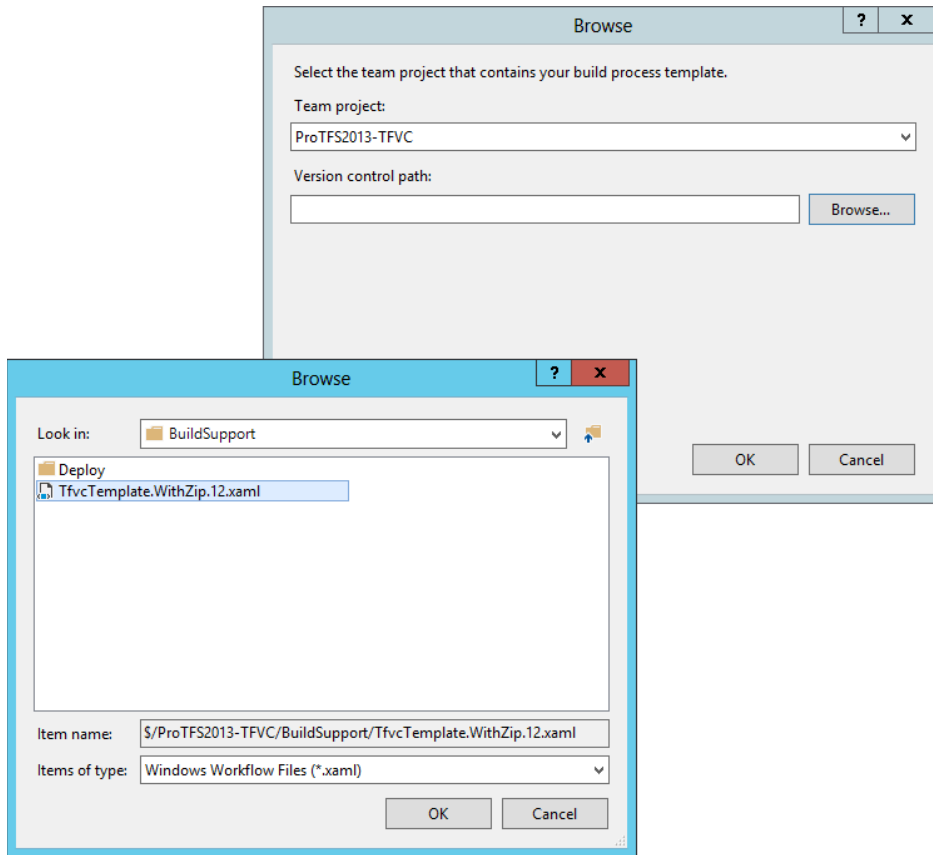 Browse
?
x
Select the team project that contains your build process template.
Team project:
ProTFS2013-TFVC
Version control path:
Browse...
OK
Cancel
Browse
?
x
Look in:
BuildSupport
Deploy
TfvcTemplate.WithZip.12.xaml
Item name:
$/ProTFS2013-TFVC/BuildSupport/TfvcTemplate.WithZip.12.xaml
Items of type:
Windows Workflow Files (*.xaml)
OK
Cancel